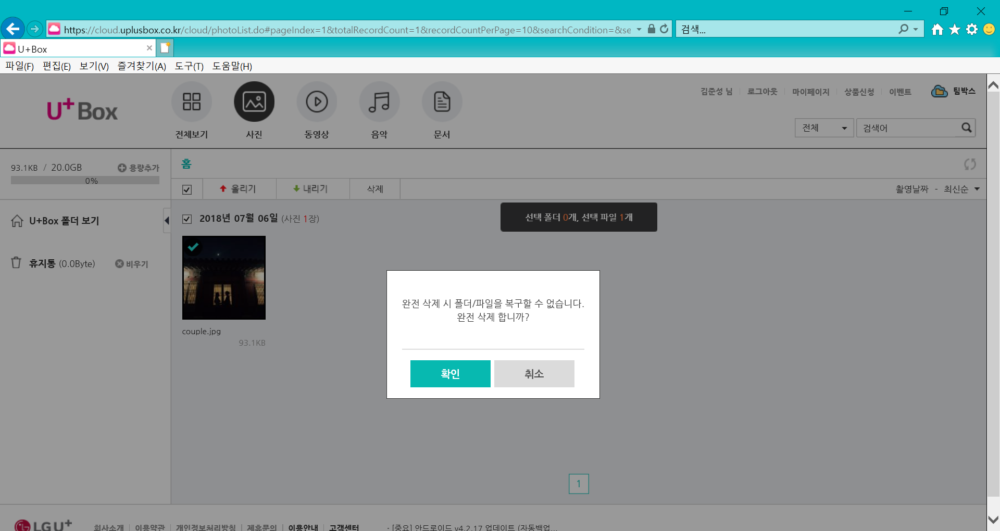 https://cloud.uplusbox.co.kr/cloud/photoList.do#pageIndex=1&totalRecordCount=1&recordCountPerPage=10&searchCondition=&se
검색...
U+Box
파일(F) 편집(E) 보기(V) 즐겨찾기(A) 도구(T) 도움말(H)
U+ Box
전체보기 사진 동영상 음악 문서
김준성 님 로그아웃 마이페이지 상품신청 이벤트 팀박스
전체 검색어
93.1KB / 20.0GB 용량추가
0%
홈
올리기 내리기 삭제
촬영날짜 - 최신순
U+Box 폴더 보기
2018년 07월 06일 (사진 1장)
선택 폴더 0개, 선택 파일 1개
휴지통 (0.0Byte) 비우기
couple.jpg
93.1KB
완전 삭제 시 폴더/파일을 복구할 수 없습니다.
완전 삭제 합니까?
확인 취소
1
LG U+
회사소개 이용약관 개인정보처리방침 제휴문의 이용안내 고객센터
· [중요] 안드로이드 v4.2.17 업데이트 (자동백업...